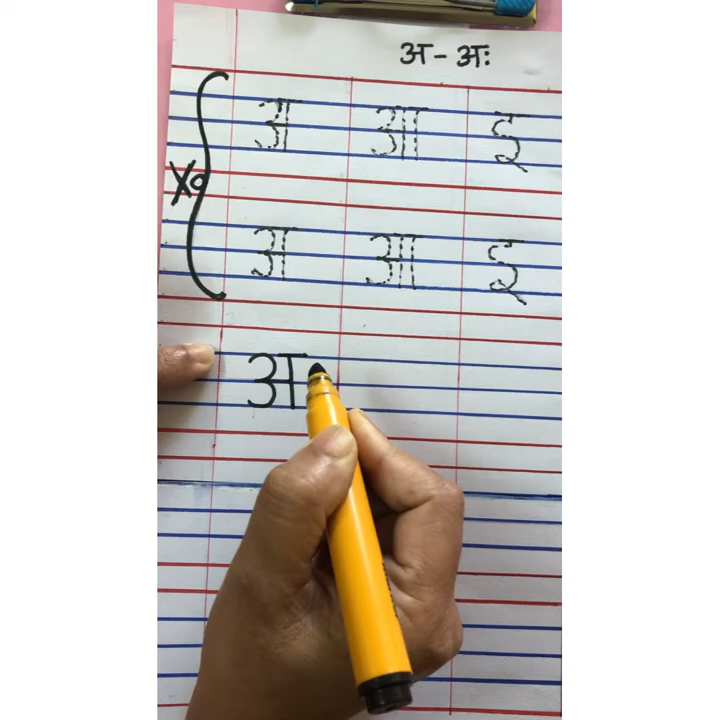 अ - अः
अ आ इ
अ आ इ
अ